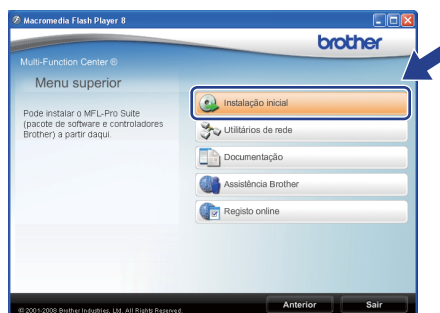 Macromedia Flash Player 8
brother
Multi-Function Center ®
Menu superior
Pode instalar o MFL-Pro Suite
(pacote de software e controladores
Brother) a partir daqui.
Instalação inicial
Utilitários de rede
Documentação
Assistência Brother
Registo online
© 2001-2008 Brother Industries, Ltd. All Rights Reserved.
Anterior
Sair